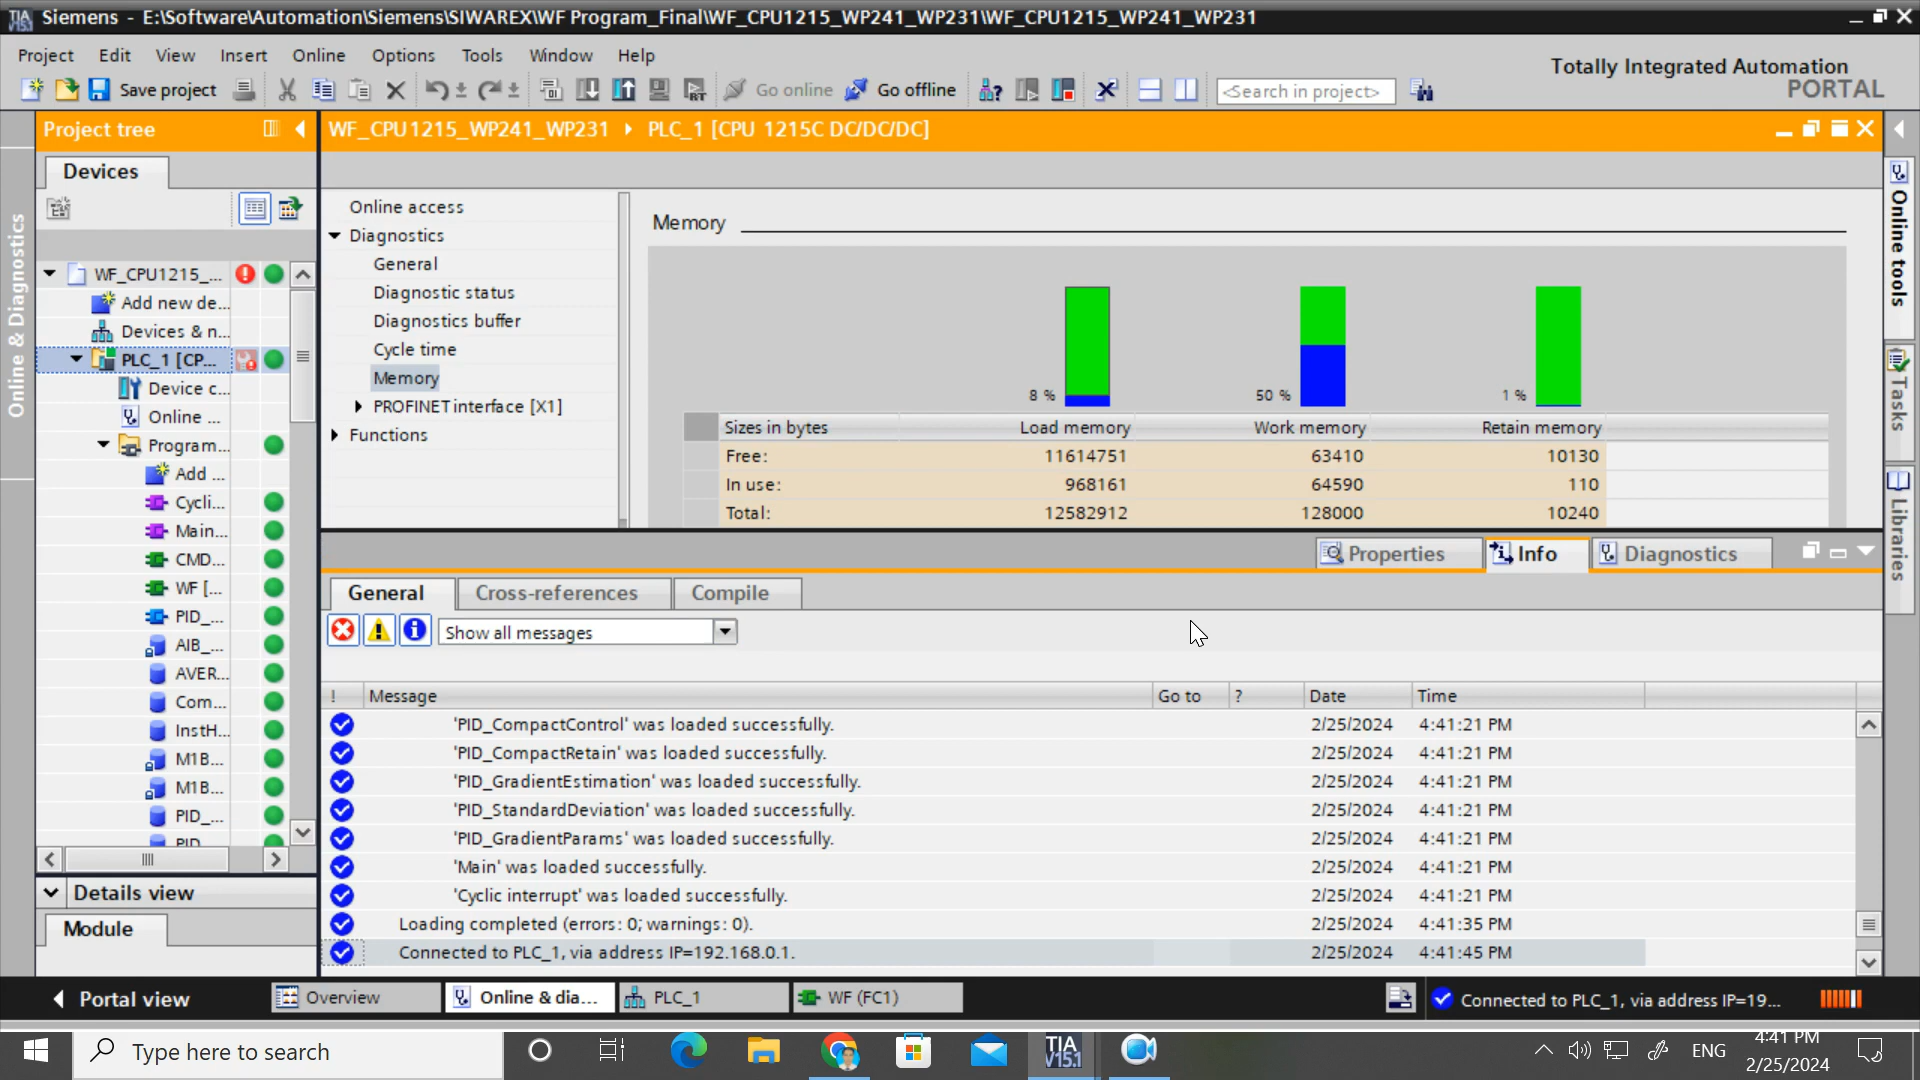 Siemens - E:\Software\Automation\Siemens\SIWAREX\WF Program_Final\WF_CPU1215_WP241_WP231\WF_CPU1215_WP241_WP231
Project Edit View Insert Online Options Tools Window Help
Totally Integrated Automation
PORTAL
Save project
Go online
Go offline
<Search in project>
Project tree
WF_CPU1215_WP241_WP231 ▸ PLC_1 [CPU 1215C DC/DC/DC]
Devices
Online & Diagnostics
WF_CPU1215_...
Add new de...
Devices & n...
PLC_1 [CP...
Device c...
Online ...
Program...
Add ...
Cycli...
Main...
CMD...
WF [...
PID_...
AIB_...
AVER...
Com...
InstH...
M1B...
M1B...
PID_...
PID
Details view
Module
Online access
Diagnostics
General
Diagnostic status
Diagnostics buffer
Cycle time
Memory
PROFINET interface [X1]
Functions
Memory
8 % 50 % 1 %
Sizes in bytes Load memory Work memory Retain memory
Free: 11614751 63410 10130
In use: 968161 64590 110
Total: 12582912 128000 10240
Online tools
Tasks
Libraries
Properties Info Diagnostics
General Cross-references Compile
Show all messages
! Message Go to ? Date Time
'PID_CompactControl' was loaded successfully. 2/25/2024 4:41:21 PM
'PID_CompactRetain' was loaded successfully. 2/25/2024 4:41:21 PM
'PID_GradientEstimation' was loaded successfully. 2/25/2024 4:41:21 PM
'PID_StandardDeviation' was loaded successfully. 2/25/2024 4:41:21 PM
'PID_GradientParams' was loaded successfully. 2/25/2024 4:41:21 PM
'Main' was loaded successfully. 2/25/2024 4:41:21 PM
'Cyclic interrupt' was loaded successfully. 2/25/2024 4:41:21 PM
Loading completed (errors: 0; warnings: 0). 2/25/2024 4:41:35 PM
Connected to PLC_1, via address IP=192.168.0.1. 2/25/2024 4:41:45 PM
Portal view
Overview
Online & dia...
PLC_1
WF (FC1)
Connected to PLC_1, via address IP=19...
Type here to search
TIA
V15.1
ENG
4:41 PM
2/25/2024